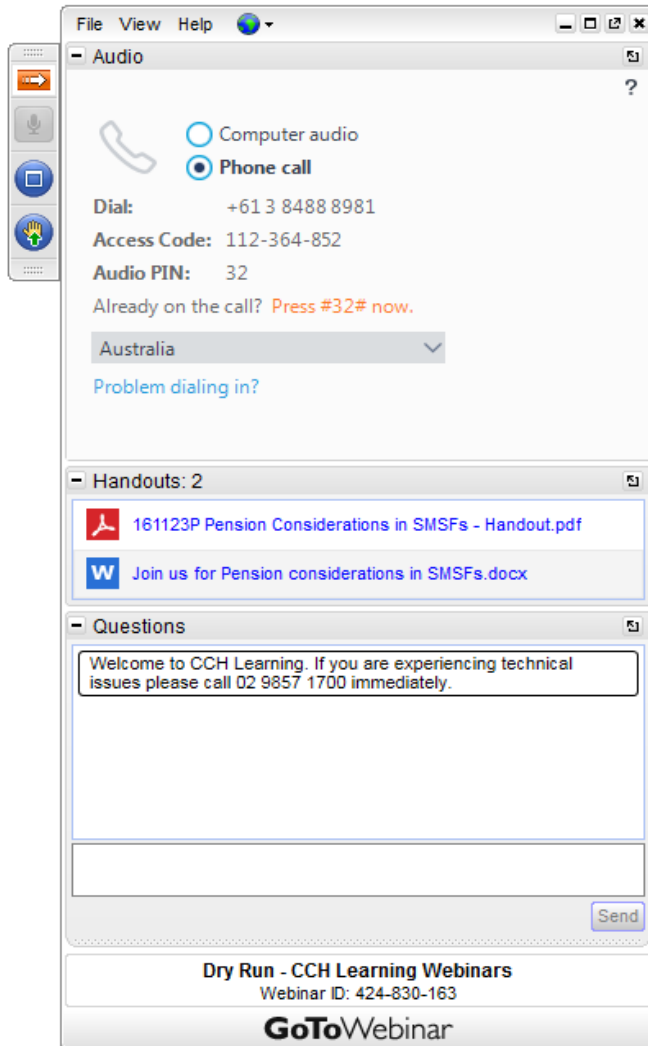 File View Help
Audio
?
Computer audio
Phone call
Dial: +61 3 8488 8981
Access Code: 112-364-852
Audio PIN: 32
Already on the call? Press #32# now.
Australia
Problem dialing in?
Handouts: 2
161123P Pension Considerations in SMSFs - Handout.pdf
W Join us for Pension considerations in SMSFs.docx
Questions
Welcome to CCH Learning. If you are experiencing technical
issues please call 02 9857 1700 immediately.
Send
Dry Run - CCH Learning Webinars
Webinar ID: 424-830-163
GoToWebinar